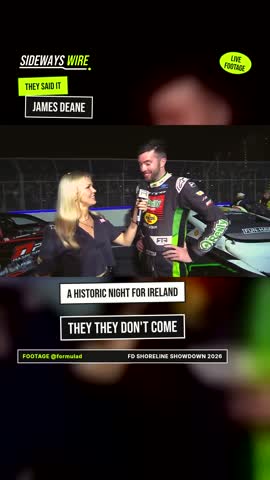 SIDEWAYS WIRE.
LIVE
FOOTAGE
THEY SAID IT
JAMES DEANE
A HISTORIC NIGHT FOR IRELAND
THEY THEY DON'T COME
FOOTAGE @formulad
FD SHORELINE SHOWDOWN 2026